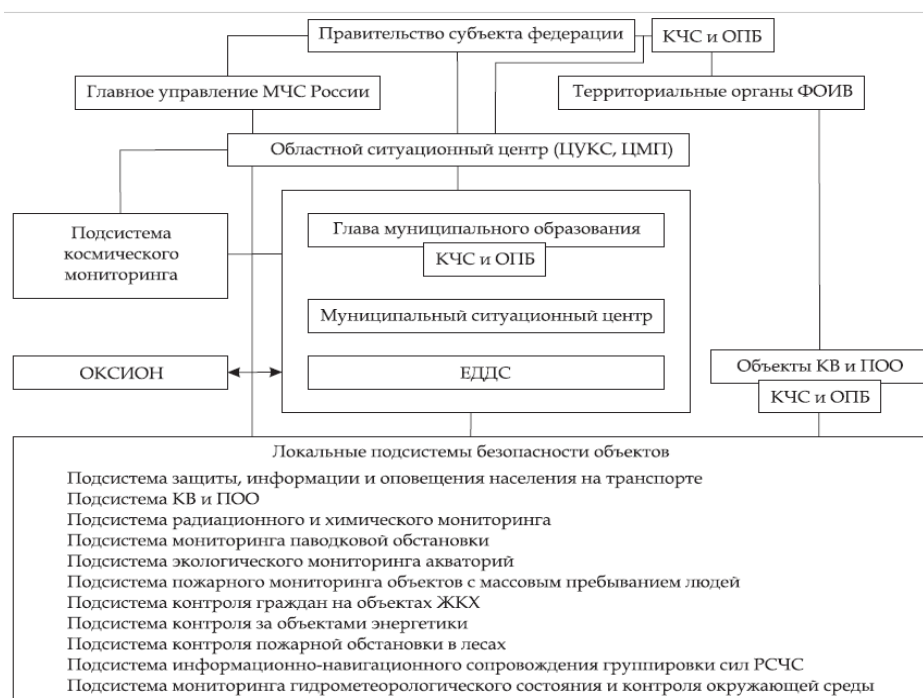 Правительство субъекта федерации
КЧС и ОПБ
Главное управление МЧС России
Территориальные органы ФОИВ
Областной ситуационный центр (ЦУКС, ЦМП)
Подсистема
космического
мониторинга
Глава муниципального образования
КЧС и ОПБ
Муниципальный ситуационный центр
ОКСИОН
ЕДДС
Объекты КВ и ПОО
КЧС и ОПБ
Локальные подсистемы безопасности объектов
Подсистема защиты, информации и оповещения населения на транспорте
Подсистема КВ и ПОО
Подсистема радиационного и химического мониторинга
Подсистема мониторинга паводковой обстановки
Подсистема экологического мониторинга акваторий
Подсистема пожарного мониторинга объектов с массовым пребыванием людей
Подсистема контроля граждан на объектах ЖКХ
Подсистема контроля за объектами энергетики
Подсистема контроля пожарной обстановки в лесах
Подсистема информационно-навигационного сопровождения группировки сил РСЧС
Подсистема мониторинга гидрометеорологического состояния и контроля окружающей среды